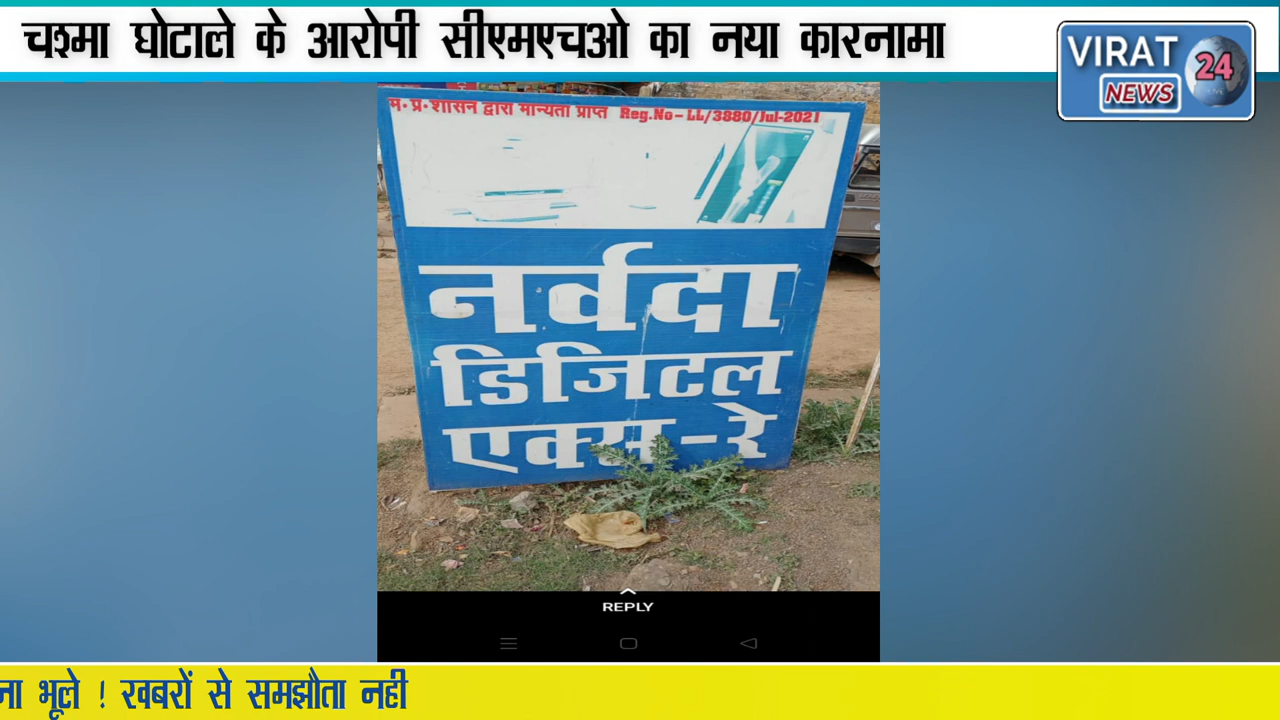 चश्मा घोटाले के आरोपी सीएमएचओ का नया कारनामा
VIRAT
24
NEWS
म॰प्र॰शासन द्वारा मान्यता प्राप्त Reg.No-LL/3880/Jul-2021
नर्वदा
डिजिटल
एक्स-रे
REPLY
ना भूले ! खबरों से समझौता नही